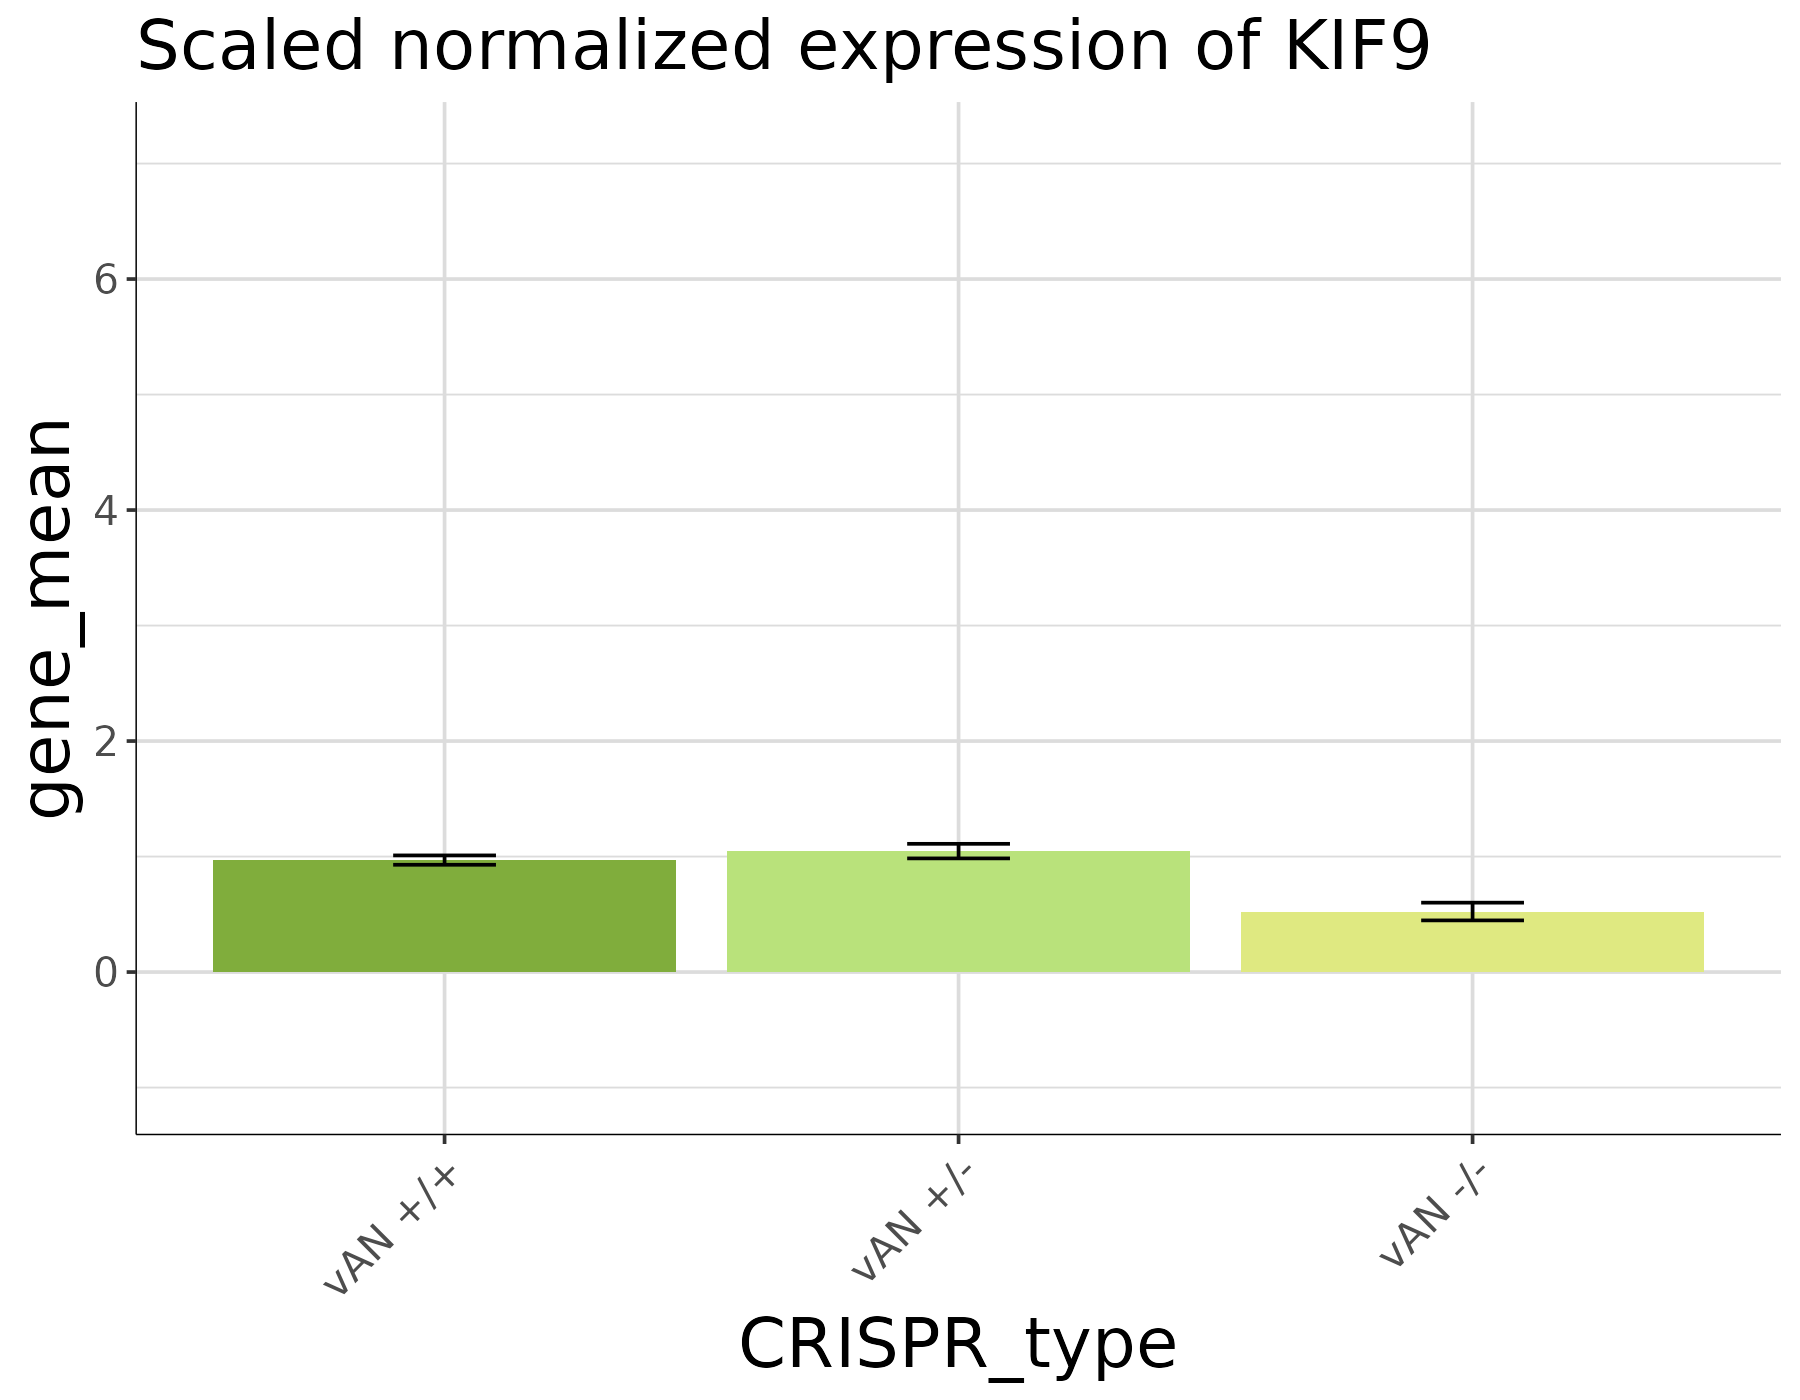 Scaled normalized expression of KIF9
gene_mean
6
4
2
0
vAN +/+
vAN +/-
vAN -/-
CRISPR_type